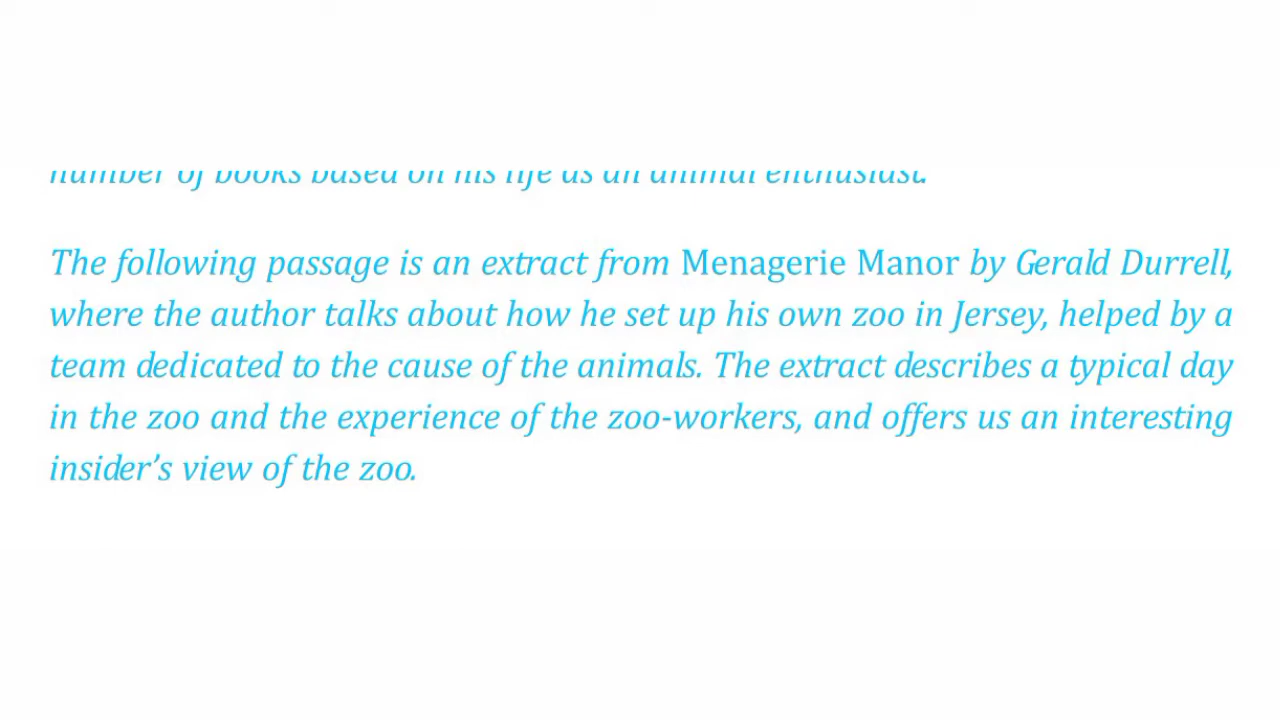 number of books based on his life as an animal enthusiast.
The following passage is an extract from Menagerie Manor by Gerald Durrell,
where the author talks about how he set up his own zoo in Jersey, helped by a
team dedicated to the cause of the animals. The extract describes a typical day
in the zoo and the experience of the zoo-workers, and offers us an interesting
insider’s view of the zoo.